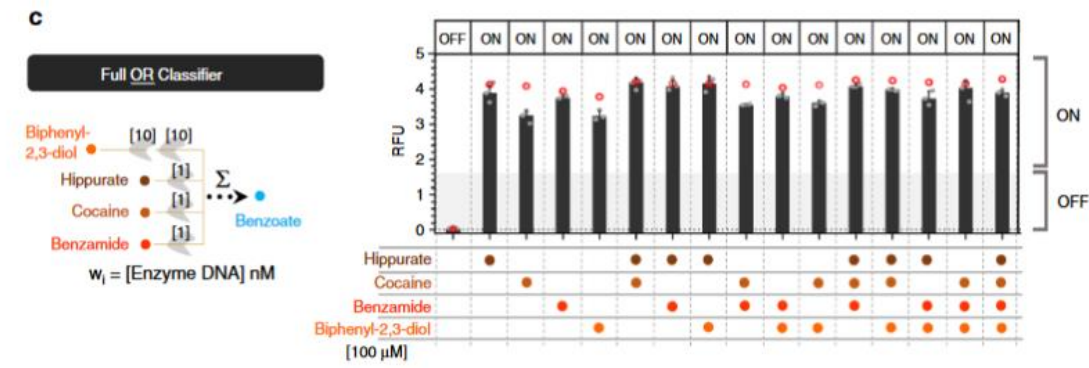 c
Full OR Classifier
Biphenyl-
2,3-diol
[10] [10]
Hippurate
[1]
Cocaine
[1]
Benzamide
[1]
Σ
Benzoate
wi = [Enzyme DNA] nM
OFF ON ON ON ON ON ON ON ON ON ON ON ON ON ON ON
RFU
5
4
3
2
1
0
ON
OFF
Hippurate
Cocaine
Benzamide
Biphenyl-2,3-diol
[100 μM]